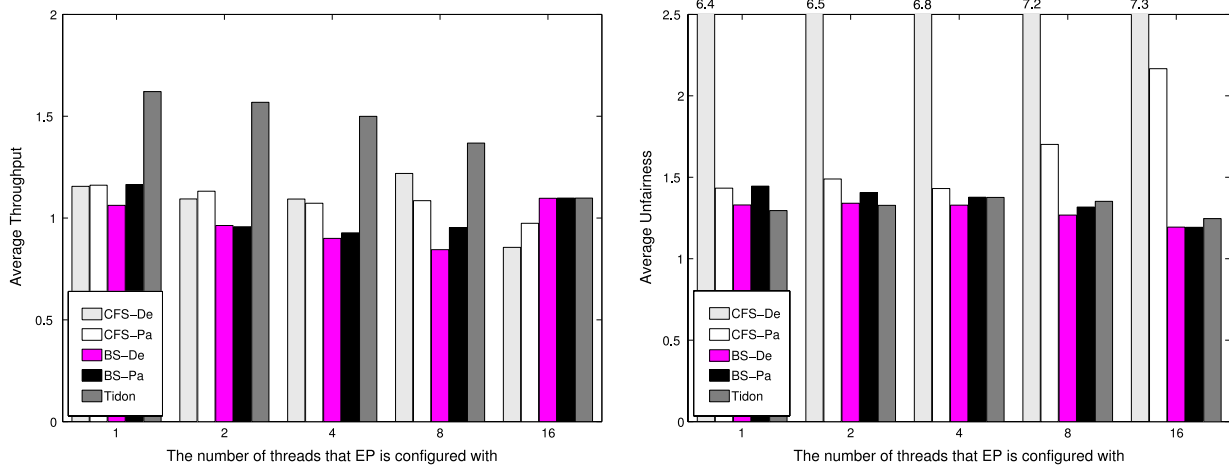 2
1.5
1
0.5
0
Average Throughput
CFS-De
CFS-Pa
BS-De
BS-Pa
Tidon
1 2 4 8 16
The number of threads that EP is configured with
6.4 6.5 6.8 7.2 7.3
2.5
2
1.5
1
0.5
0
Average Unfairness
CFS-De
CFS-Pa
BS-De
BS-Pa
Tidon
1 2 4 8 16
The number of threads that EP is configured with